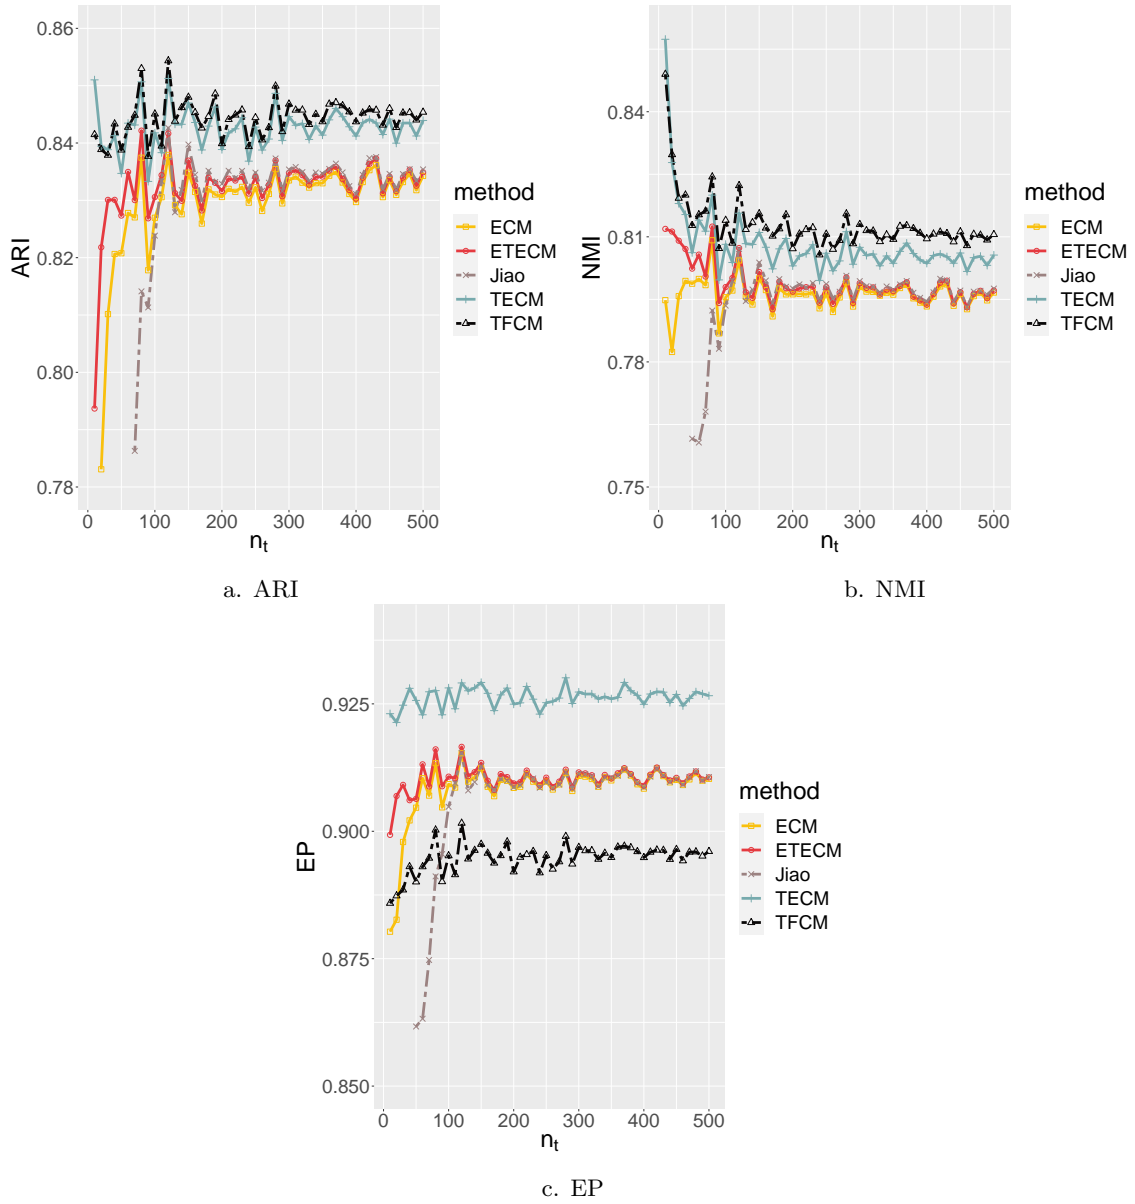 0.86
0.84
0.82
0.80
0.78
ARI
0 100 200 300 400 500
n_t
method
ECM
ETECM
Jiao
TECM
TFCM
a. ARI
0.84
0.81
0.78
0.75
NMI
0 100 200 300 400 500
n_t
method
ECM
ETECM
Jiao
TECM
TFCM
b. NMI
0.925
0.900
0.875
0.850
EP
0 100 200 300 400 500
n_t
method
ECM
ETECM
Jiao
TECM
TFCM
c. EP